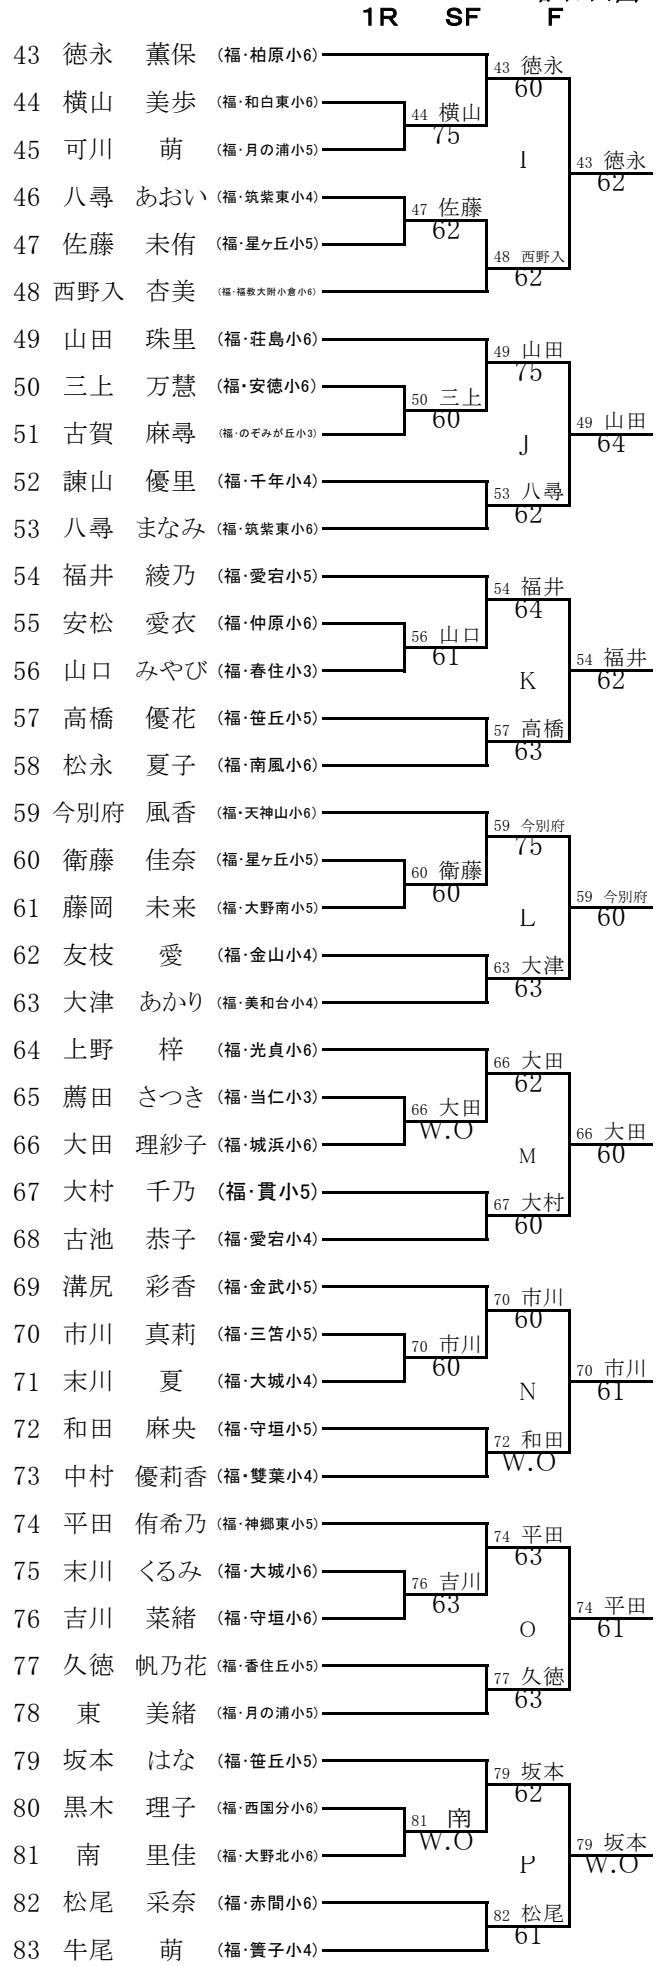 1R SF F
43 徳永 薫保 (福・柏原小6)
43 徳永
60
44 横山 美歩 (福・和白東小6)
44 横山
75
45 可川 萌 (福・月の浦小5)
I
43 徳永
62
46 八尋 あおい (福・筑紫東小4)
47 佐藤
62
47 佐藤 未侑 (福・星ヶ丘小5)
48 西野入
62
48 西野入 杏美 (福・福教大附小倉小6)
49 山田 珠里 (福・荘島小6)
49 山田
75
50 三上 万慧 (福・安徳小6)
50 三上
60
51 古賀 麻尋 (福・のぞみが丘小3)
J
49 山田
64
52 諌山 優里 (福・千年小4)
53 八尋
62
53 八尋 まなみ (福・筑紫東小6)
54 福井 綾乃 (福・愛宕小5)
54 福井
64
55 安松 愛衣 (福・仲原小6)
56 山口
61
56 山口 みやび (福・春住小3)
K
54 福井
62
57 高橋 優花 (福・笹丘小5)
57 高橋
63
58 松永 夏子 (福・南風小6)
59 今別府 風香 (福・天神山小6)
59 今別府
75
60 衛藤 佳奈 (福・星ヶ丘小5)
60 衛藤
60
61 藤岡 未来 (福・大野南小5)
L
59 今別府
60
62 友枝 愛 (福・金山小4)
63 大津
63
63 大津 あかり (福・美和台小4)
64 上野 梓 (福・光貞小6)
66 大田
62
65 薦田 さつき (福・当仁小3)
66 大田
W.O
66 大田 理紗子 (福・城浜小6)
M
66 大田
60
67 大村 千乃 (福・貫小5)
67 大村
60
68 古池 恭子 (福・愛宕小4)
69 溝尻 彩香 (福・金武小5)
70 市川
60
70 市川 真莉 (福・三筈小5)
70 市川
60
71 末川 夏 (福・大城小4)
N
70 市川
61
72 和田 麻央 (福・守垣小5)
72 和田
W.O
73 中村 優莉香 (福・雙葉小4)
74 平田 侑希乃 (福・神郷東小5)
74 平田
63
75 末川 くるみ (福・大城小6)
76 吉川
63
76 吉川 菜緒 (福・守垣小6)
O
74 平田
61
77 久徳 帆乃花 (福・香住丘小5)
77 久徳
63
78 東 美緒 (福・月の浦小5)
79 坂本 はな (福・笹丘小5)
79 坂本
62
80 黒木 理子 (福・西国分小6)
81 南
W.O
81 南 里佳 (福・大野北小6)
P
79 坂本
W.O
82 松尾 采奈 (福・赤間小6)
82 松尾
61
83 牛尾 萌 (福・簀子小4)